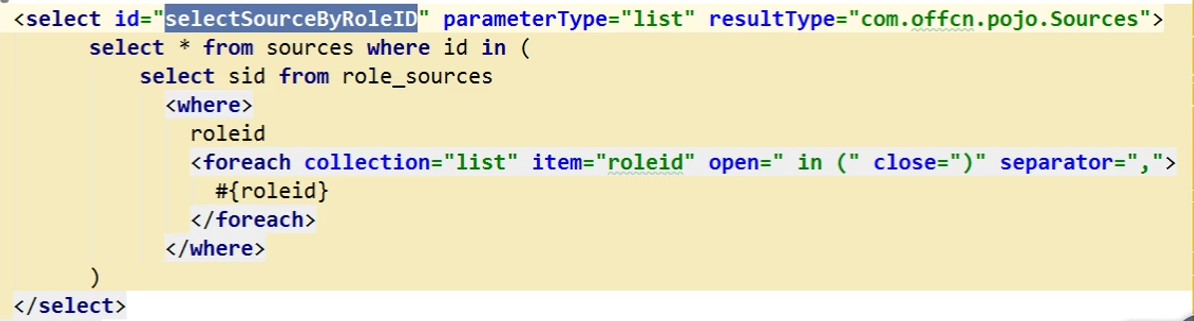 <select id="selectSourceByRoleID" parameterType="list" resultType="com.offcn.pojo.Sources">
select * from sources where id in (
select sid from role_sources
<where>
roleid
<foreach collection="list" item="roleid" open=" in (" close=")" separator=",">
#{roleid}
</foreach>
</where>
)
</select>